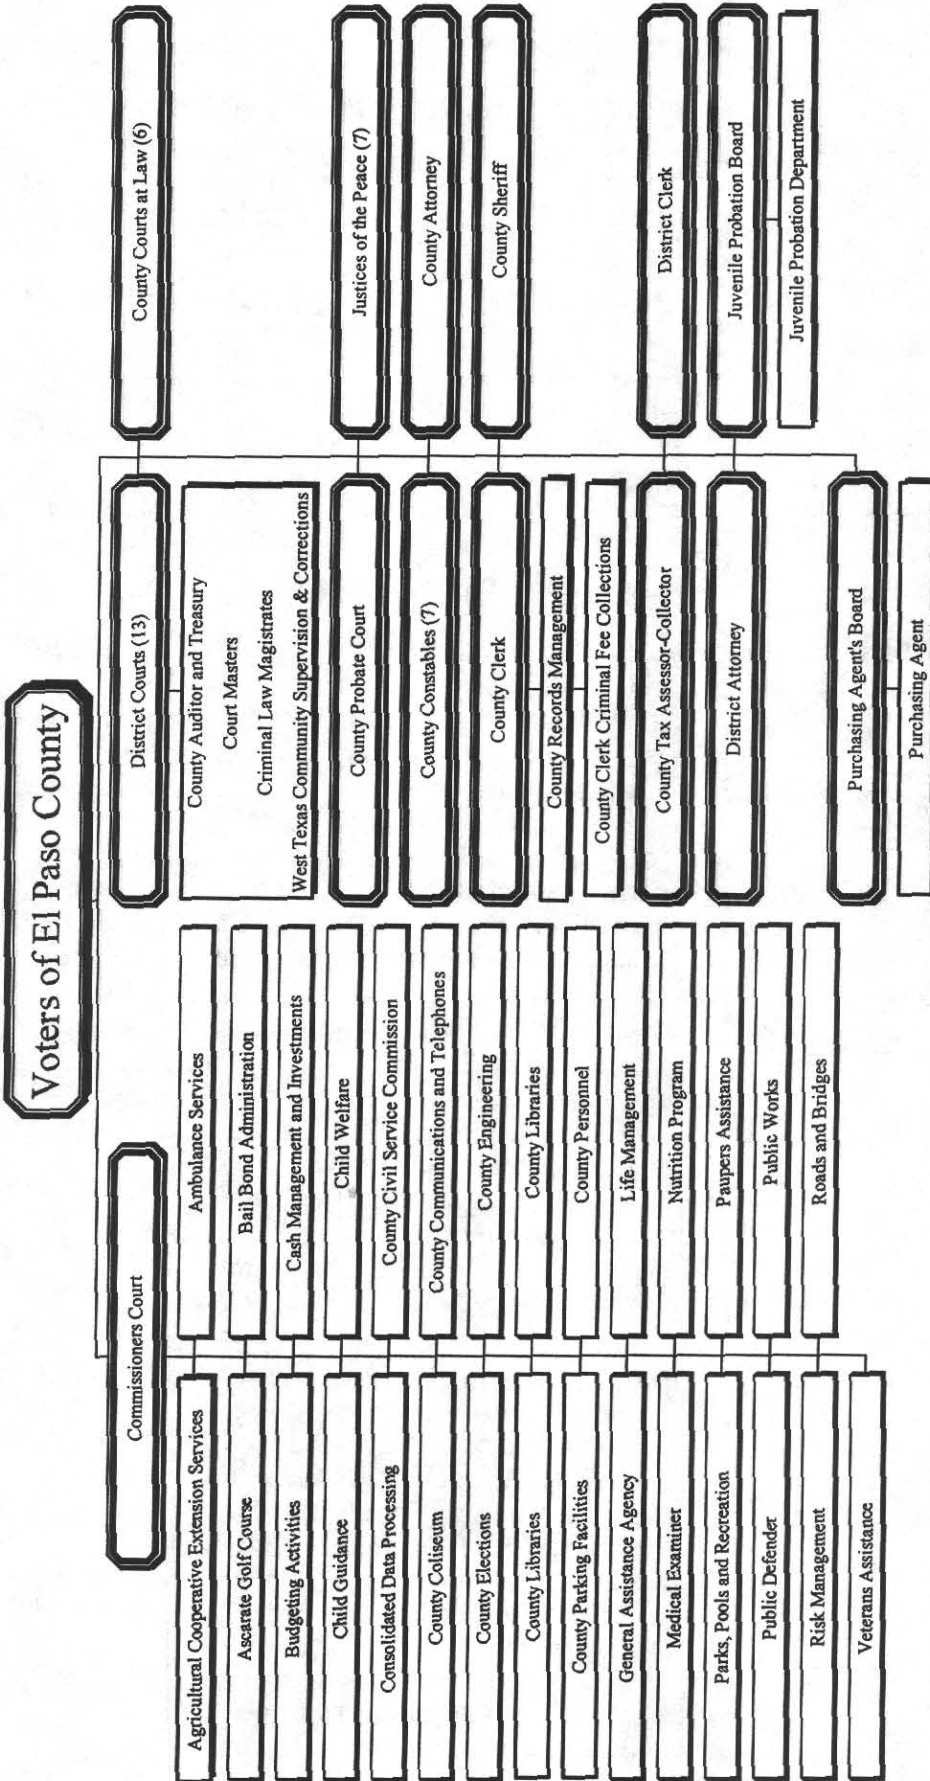 Voters of El Paso County
Commissioners Court
Agricultural Cooperative Extension Services
Ambulance Services
Ascarate Golf Course
Bail Bond Administration
Budgeting Activities
Cash Management and Investments
Child Guidance
Child Welfare
Consolidated Data Processing
County Civil Service Commission
County Coliseum
County Communications and Telephones
County Elections
County Engineering
County Libraries
County Libraries
County Parking Facilities
County Personnel
General Assistance Agency
Life Management
Medical Examiner
Nutrition Program
Parks, Pools and Recreation
Paupers Assistance
Public Defender
Public Works
Risk Management
Roads and Bridges
Veterans Assistance
District Courts (13)
County Courts at Law (6)
County Auditor and Treasury
Court Masters
Criminal Law Magistrates
West Texas Community Supervision & Corrections
County Probate Court
Justices of the Peace (7)
County Constables (7)
County Attorney
County Clerk
County Sheriff
County Records Management
County Clerk Criminal Fee Collections
County Tax Assessor-Collector
District Clerk
District Attorney
Juvenile Probation Board
Juvenile Probation Department
Purchasing Agent's Board
Purchasing Agent